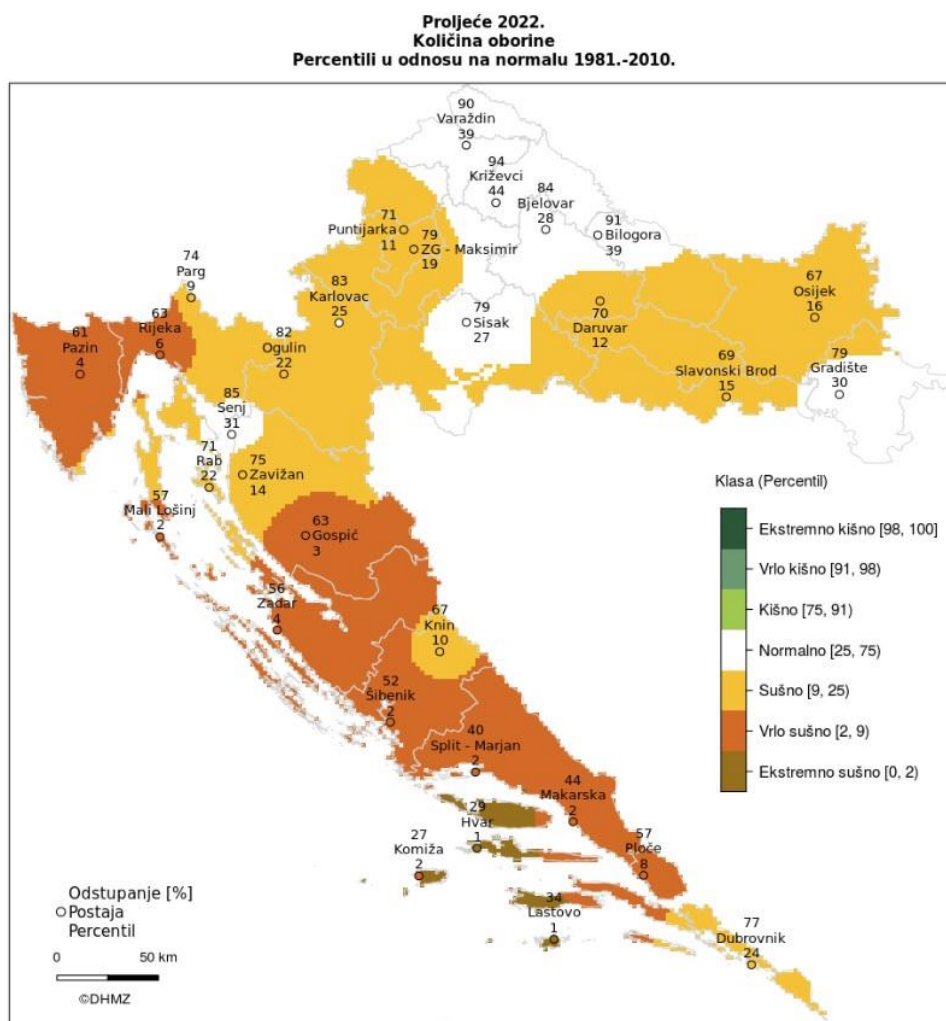 Proljeće 2022.
Količina oborine
Percentili u odnosu na normalu 1981.-2010.
90
Varaždin
39
94
Križevci
44
84
Bjelovar
28
91
Bilogora
39
71
Puntijarka
11
79
ZG - Maksimir
19
74
Parg
9
83
Karlovac
25
79
Sisak
27
70
Daruvar
12
67
Osijek
16
63
Rijeka
6
61
Pazin
4
82
Ogulin
22
69
Slavonski Brod
15
79
Gradište
30
85
Senj
31
71
Rab
22
75
Zavižan
14
57
Mali Lošinj
2
63
Gospić
3
56
Zadar
4
67
Knin
10
52
Šibenik
2
40
Split - Marjan
2
44
Makarska
2
29
Hvar
1
27
Komiža
2
57
Ploče
8
34
Lastovo
1
77
Dubrovnik
24
Klasa (Percentil)
Ekstremno kišno [98, 100]
Vrlo kišno [91, 98)
Kišno [75, 91)
Normalno [25, 75)
Sušno [9, 25)
Vrlo sušno [2, 9)
Ekstremno sušno [0, 2)
Odstupanje [%]
Postaja
Percentil
0 50 km
©DHMZ